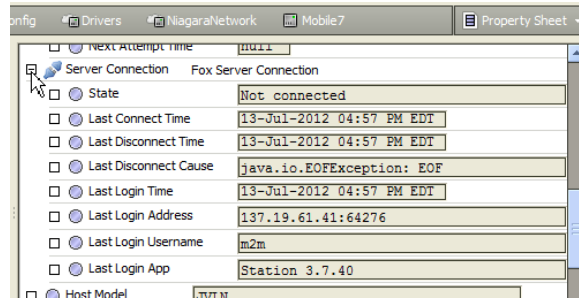 onfig Drivers NiagaraNetwork Mobile7 Property Sheet
Next Attempt Time null
Server Connection Fox Server Connection
State Not connected
Last Connect Time 13-Jul-2012 04:57 PM EDT
Last Disconnect Time 13-Jul-2012 04:57 PM EDT
Last Disconnect Cause java.io.EOFException: EOF
Last Login Time 13-Jul-2012 04:57 PM EDT
Last Login Address 137.19.61.41:64276
Last Login Username m2m
Last Login App Station 3.7.40
Host Model